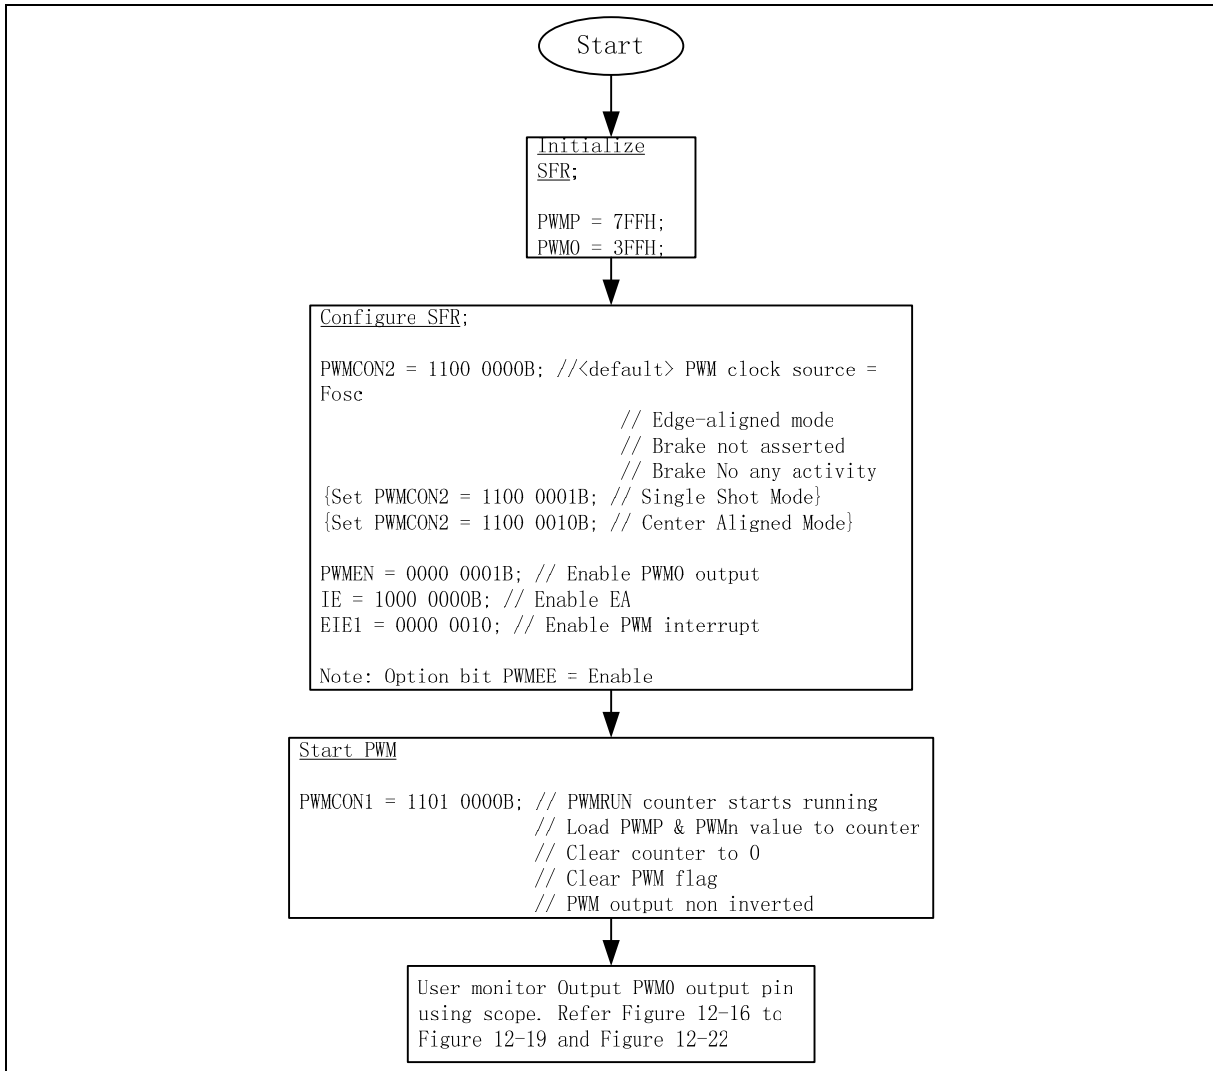 Start
Initialize
SFR;
PWMP = 7FFH;
PWM0 = 3FFH;
Configure SFR;
PWMCON2 = 1100 0000B; //<default> PWM clock source =
Fosc
// Edge-aligned mode
// Brake not asserted
// Brake No any activity
{Set PWMCON2 = 1100 0001B; // Single Shot Mode}
{Set PWMCON2 = 1100 0010B; // Center Aligned Mode}
PWMEN = 0000 0001B; // Enable PWM0 output
IE = 1000 0000B; // Enable EA
EIE1 = 0000 0010; // Enable PWM interrupt
Note: Option bit PWMEE = Enable
Start PWM
PWMCON1 = 1101 0000B; // PWMRUN counter starts running
// Load PWMP & PWMn value to counter
// Clear counter to 0
// Clear PWM flag
// PWM output non inverted
User monitor Output PWM0 output pin
using scope. Refer Figure 12-16 to
Figure 12-19 and Figure 12-22